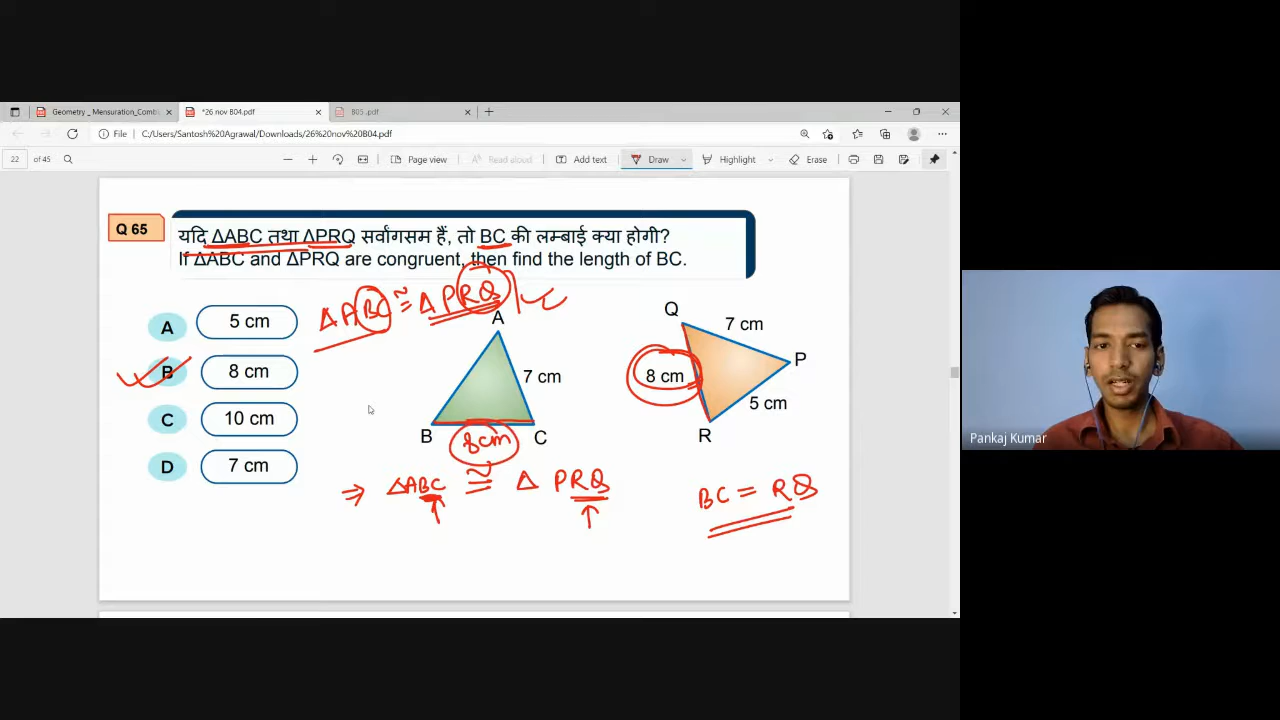 Geometry _ Mensuration_Comb
*26 nov B04.pdf
B05 .pdf
File
C:/Users/Santosh%20Agrawal/Downloads/26%20nov%20B04.pdf
22 of 45
Page view
Read aloud
Add text
Draw
Highlight
Erase
Q 65
यदि ΔABC तथा ΔPRQ सर्वांगसम हैं, तो BC की लम्बाई क्या होगी?
If ΔABC and ΔPRQ are congruent, then find the length of BC.
ΔABC ≅ ΔPRQ
A 5 cm
B 8 cm
C 10 cm
D 7 cm
A
7 cm
B
C
8cm
Q
7 cm
P
8 cm
5 cm
R
⇒ ΔABC ≅ Δ PRQ
BC = RQ
Pankaj Kumar